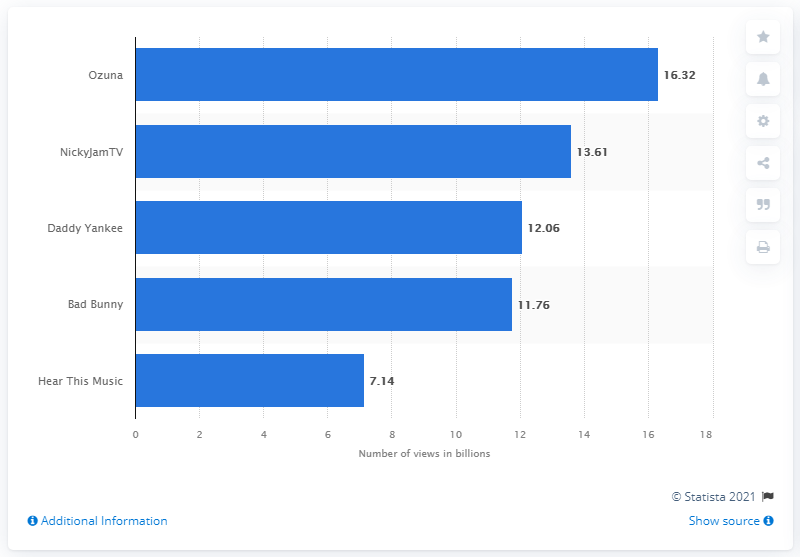 Ozuna 16.32
NickyJamTV 13.61
Daddy Yankee 12.06
Bad Bunny 11.76
Hear This Music 7.14
0 2 4 6 8 10 12 14 16 18
Number of views in billions
© Statista 2021
Additional Information Show source